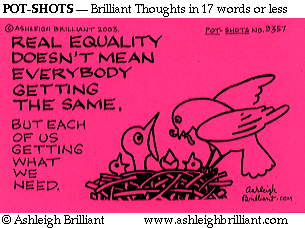 POT-SHOTS — Brilliant Thoughts in 17 words or less
© ASHLEIGH BRILLIANT 2003.
POT-SHOTS NO. 9357
REAL EQUALITY
DOESN'T MEAN
EVERYBODY
GETTING
THE SAME,
BUT EACH
OF US
GETTING
WHAT
WE
NEED.
Ashleigh
Brilliant.com
© Ashleigh Brilliant www.ashleighbrilliant.com